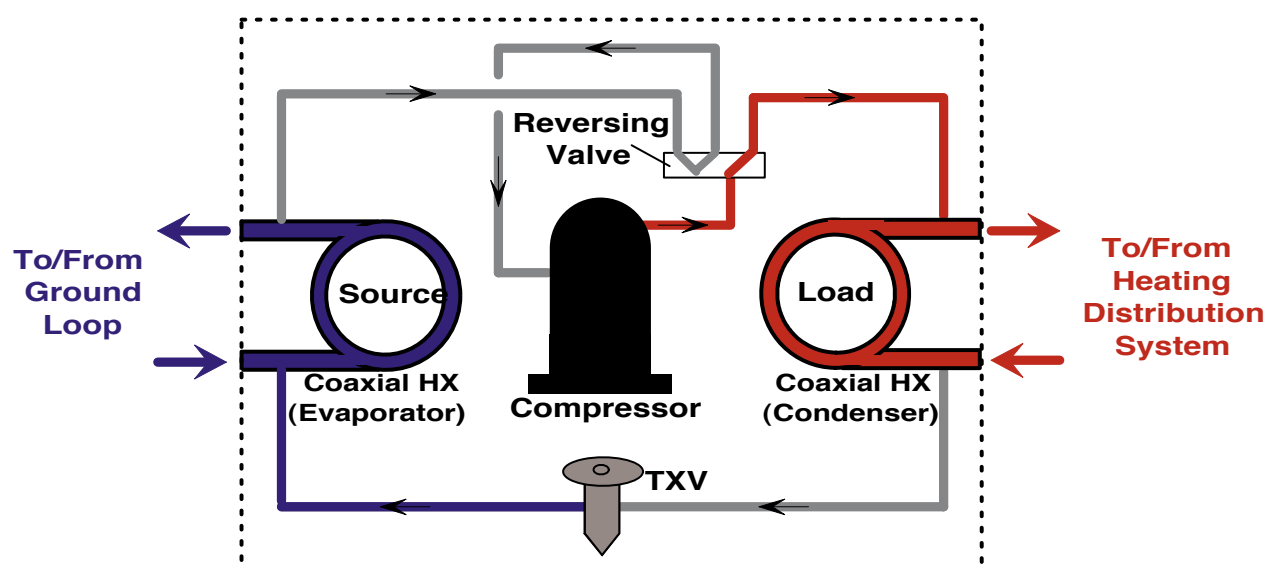 Reversing
Valve
To/From
Ground
Loop
Source
Load
To/From
Heating
Distribution
System
Coaxial HX
(Evaporator)
Compressor
Coaxial HX
(Condenser)
TXV